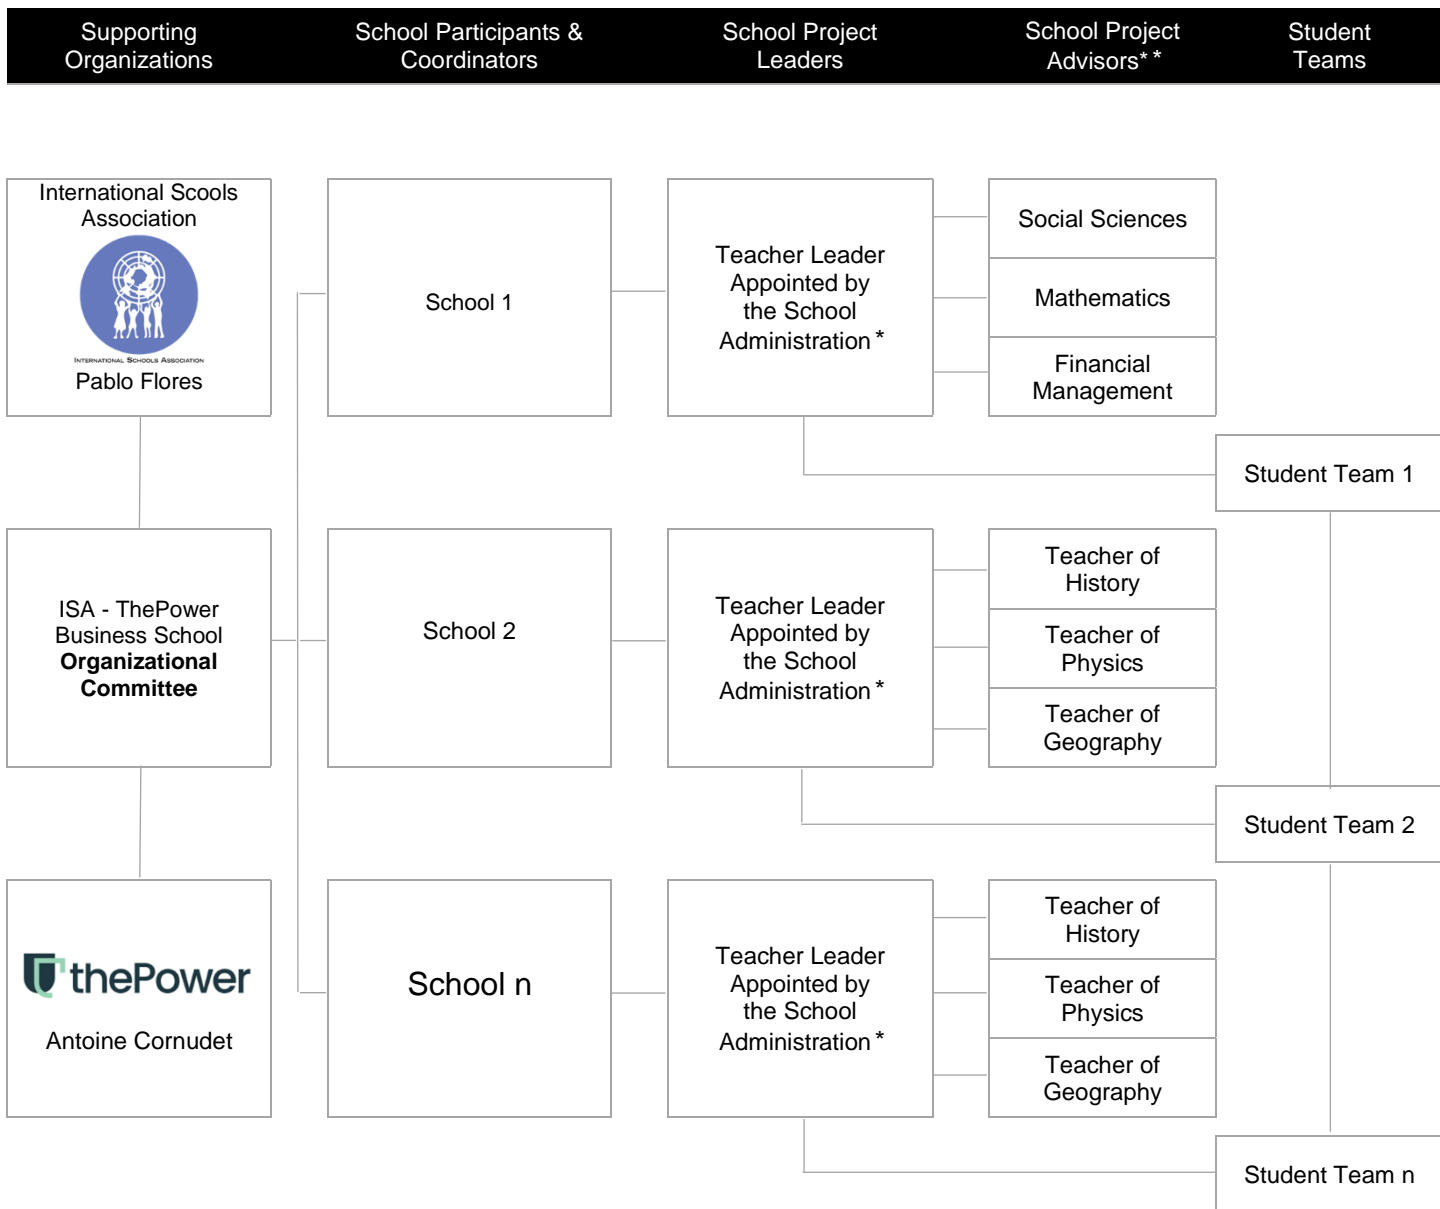 Supporting
Organizations
School Participants &
Coordinators
School Project
Leaders
School Project
Advisors**
Student
Teams
International Scools
Association
INTERNATIONAL SCHOOLS ASSOCIATION
Pablo Flores
School 1
Teacher Leader
Appointed by
the School
Administration *
Social Sciences
Mathematics
Financial
Management
Student Team 1
ISA - ThePower
Business School
Organizational
Committee
School 2
Teacher Leader
Appointed by
the School
Administration *
Teacher of
History
Teacher of
Physics
Teacher of
Geography
Student Team 2
thePower
Antoine Cornudet
School n
Teacher Leader
Appointed by
the School
Administration *
Teacher of
History
Teacher of
Physics
Teacher of
Geography
Student Team n